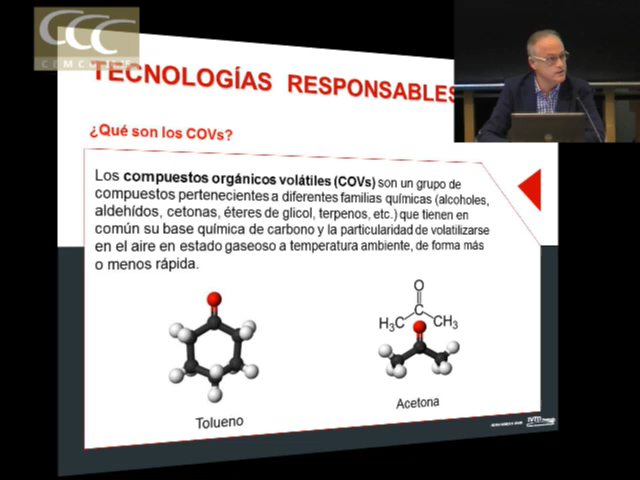 CCC
TECNOLOGÍAS RESPONSABLES
¿Qué son los COVs?
Los compuestos orgánicos volátiles (COVs) son un grupo de
compuestos pertenecientes a diferentes familias químicas (alcoholes,
aldehídos, cetonas, éteres de glicol, terpenos, etc.) que tienen en
común su base química de carbono y la particularidad de volatilizarse
en el aire en estado gaseoso a temperatura ambiente, de forma más
o menos rápida.
O
C
H₃C CH₃
Tolueno
Acetona